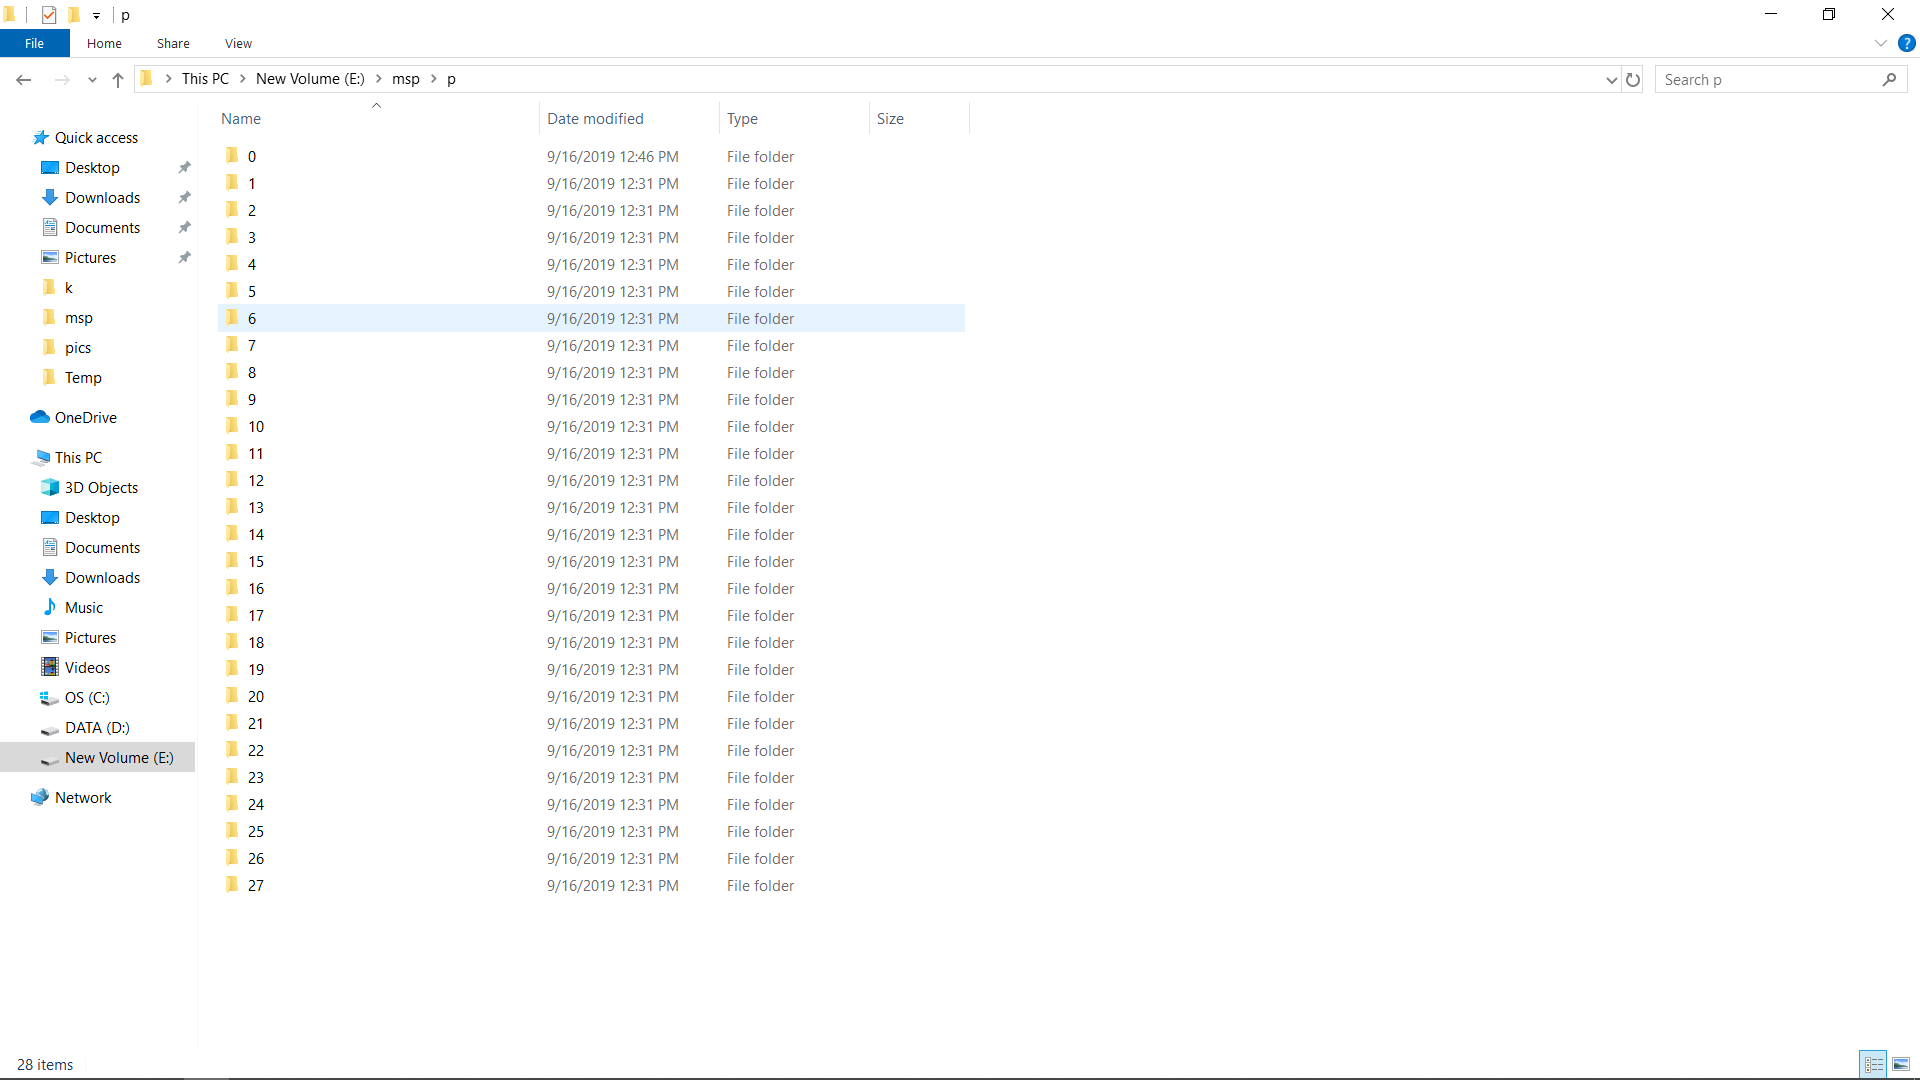 p
File Home Share View
This PC New Volume (E:) msp p
Search p
Name Date modified Type Size
Quick access
Desktop
Downloads
Documents
Pictures
k
msp
pics
Temp
OneDrive
This PC
3D Objects
Desktop
Documents
Downloads
Music
Pictures
Videos
OS (C:)
DATA (D:)
New Volume (E:)
Network
0 9/16/2019 12:46 PM File folder
1 9/16/2019 12:31 PM File folder
2 9/16/2019 12:31 PM File folder
3 9/16/2019 12:31 PM File folder
4 9/16/2019 12:31 PM File folder
5 9/16/2019 12:31 PM File folder
6 9/16/2019 12:31 PM File folder
7 9/16/2019 12:31 PM File folder
8 9/16/2019 12:31 PM File folder
9 9/16/2019 12:31 PM File folder
10 9/16/2019 12:31 PM File folder
11 9/16/2019 12:31 PM File folder
12 9/16/2019 12:31 PM File folder
13 9/16/2019 12:31 PM File folder
14 9/16/2019 12:31 PM File folder
15 9/16/2019 12:31 PM File folder
16 9/16/2019 12:31 PM File folder
17 9/16/2019 12:31 PM File folder
18 9/16/2019 12:31 PM File folder
19 9/16/2019 12:31 PM File folder
20 9/16/2019 12:31 PM File folder
21 9/16/2019 12:31 PM File folder
22 9/16/2019 12:31 PM File folder
23 9/16/2019 12:31 PM File folder
24 9/16/2019 12:31 PM File folder
25 9/16/2019 12:31 PM File folder
26 9/16/2019 12:31 PM File folder
27 9/16/2019 12:31 PM File folder
28 items